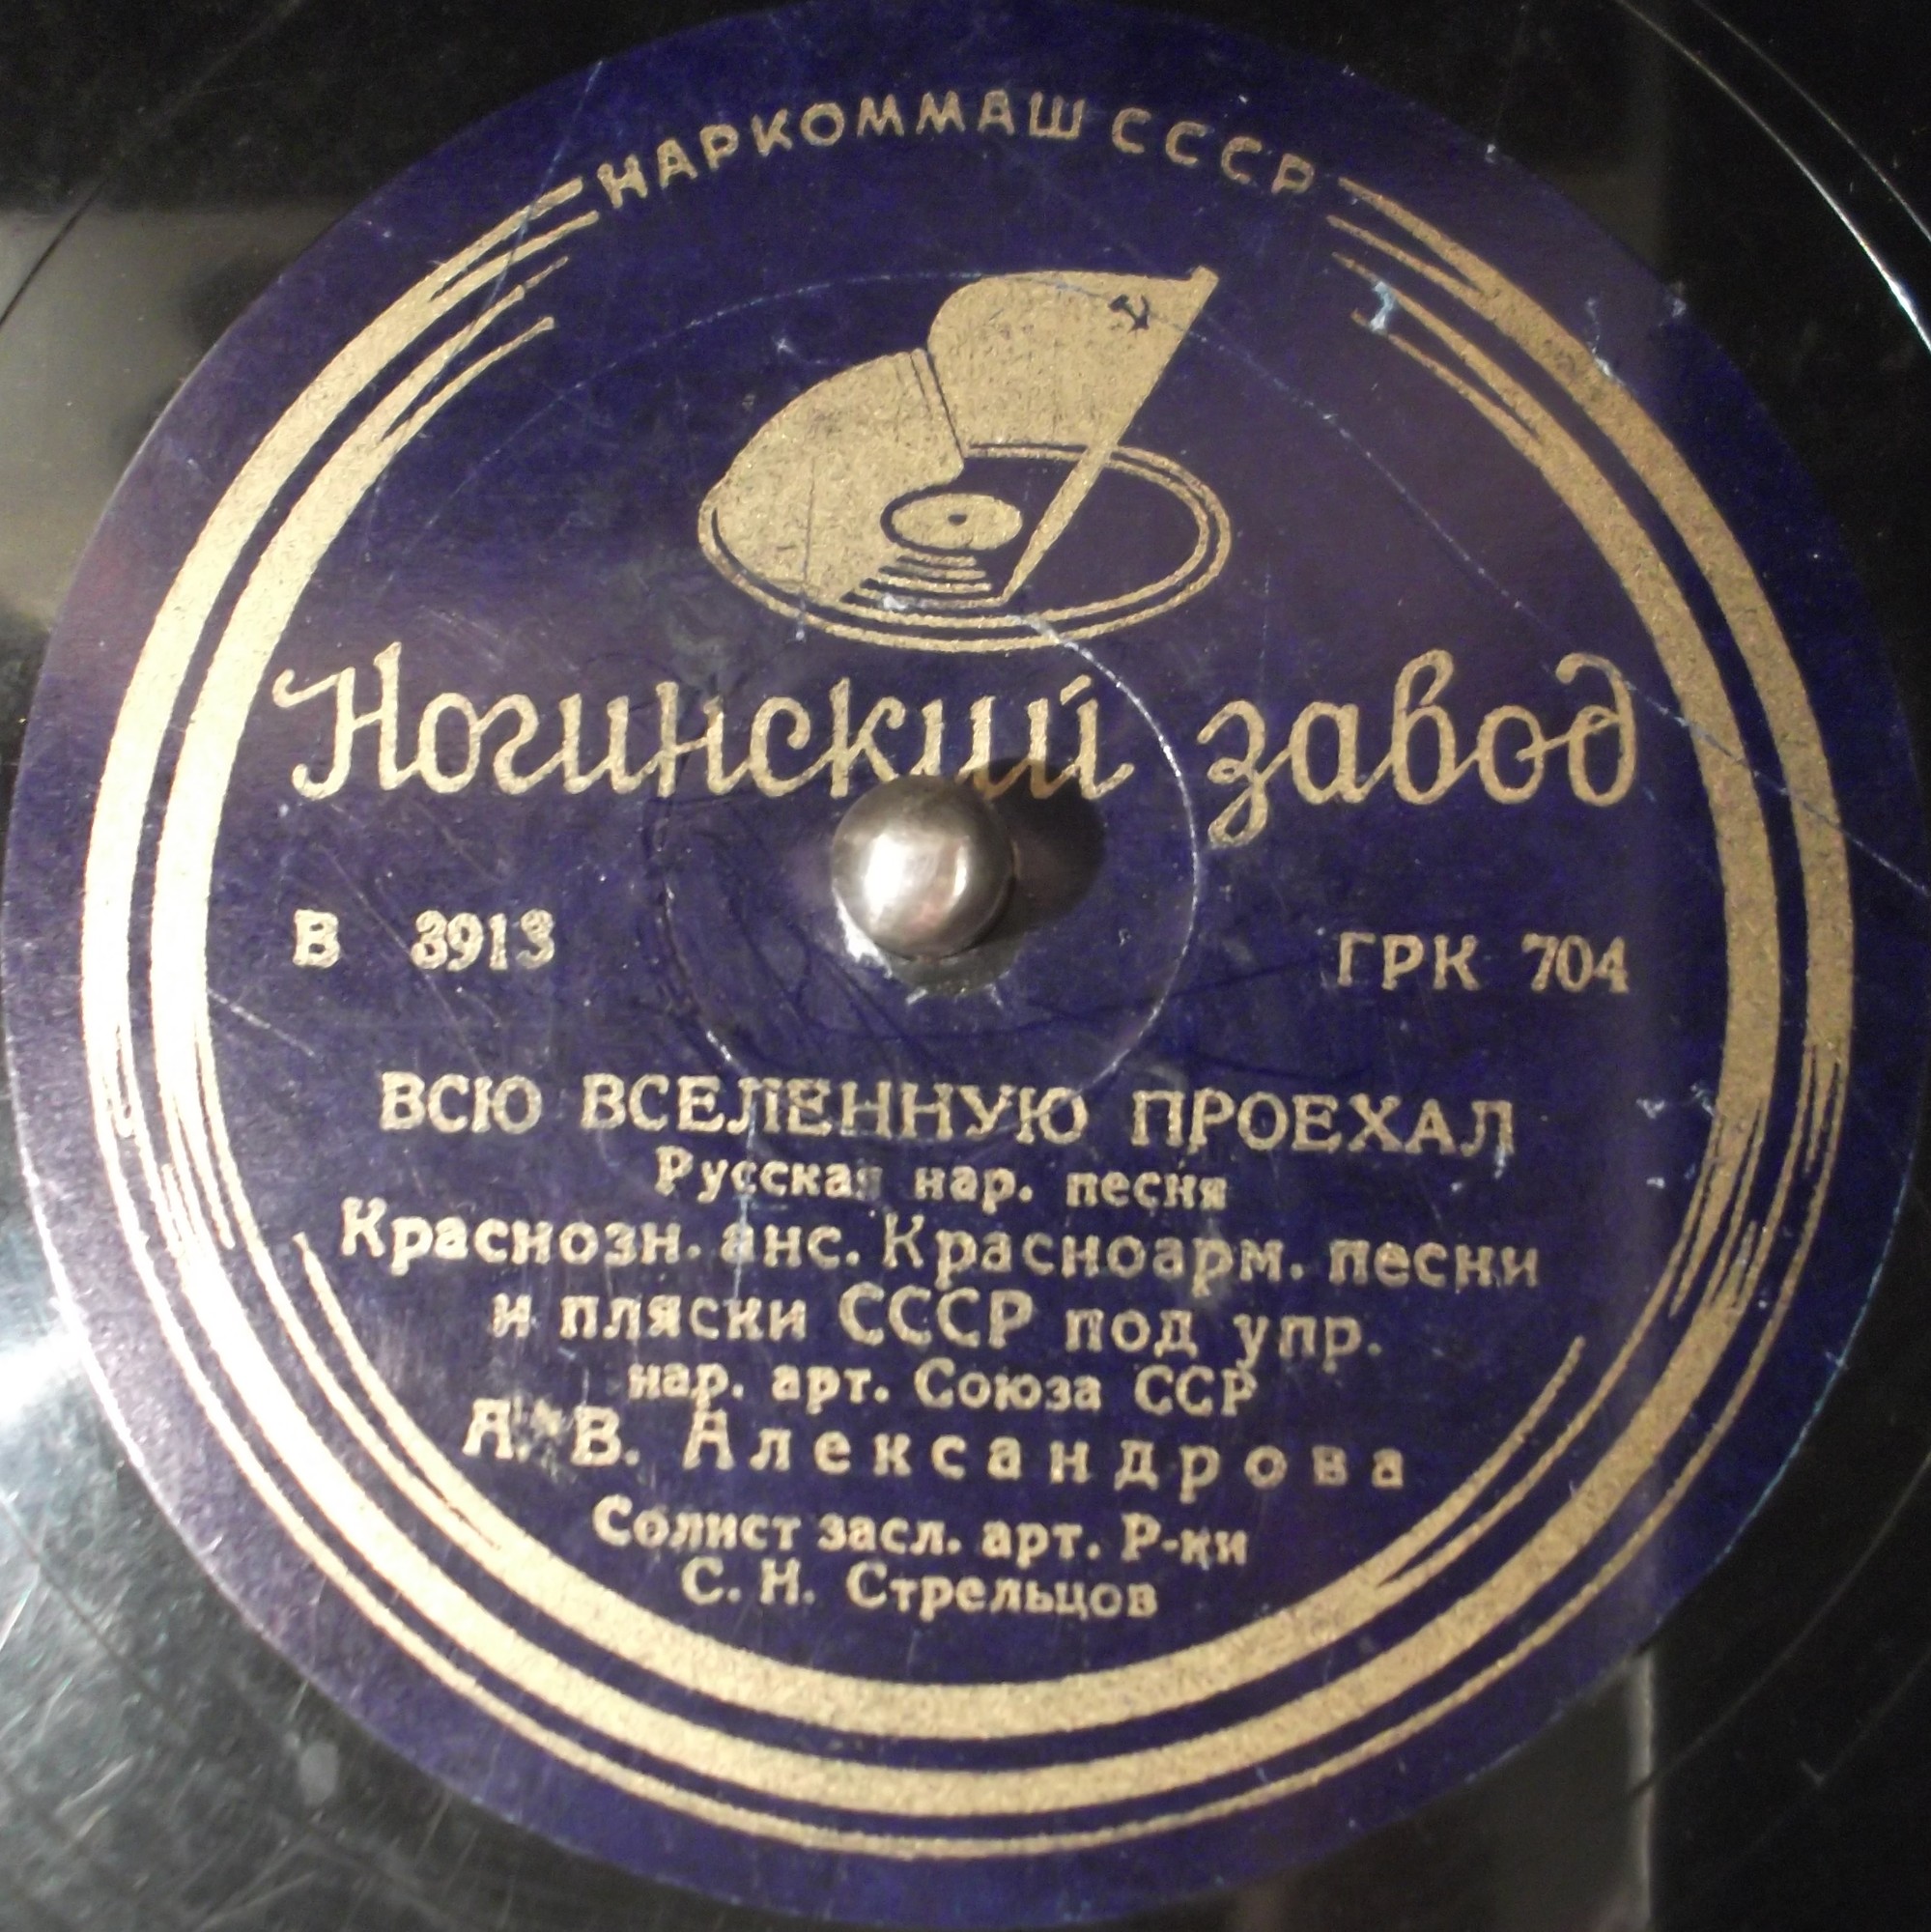 НАРКОММАШ СССР
Ногинский завод
В 3913 ГРК 704
ВСЮ ВСЕЛЕННУЮ ПРОЕХАЛ
Русская нар. песня
Краснозн. анс. Красноарм. песни
и пляски СССР под упр.
нар. арт. Союза ССР
А. В. Александрова
Солист засл. арт. Р-ки
С. Н. Стрельцов